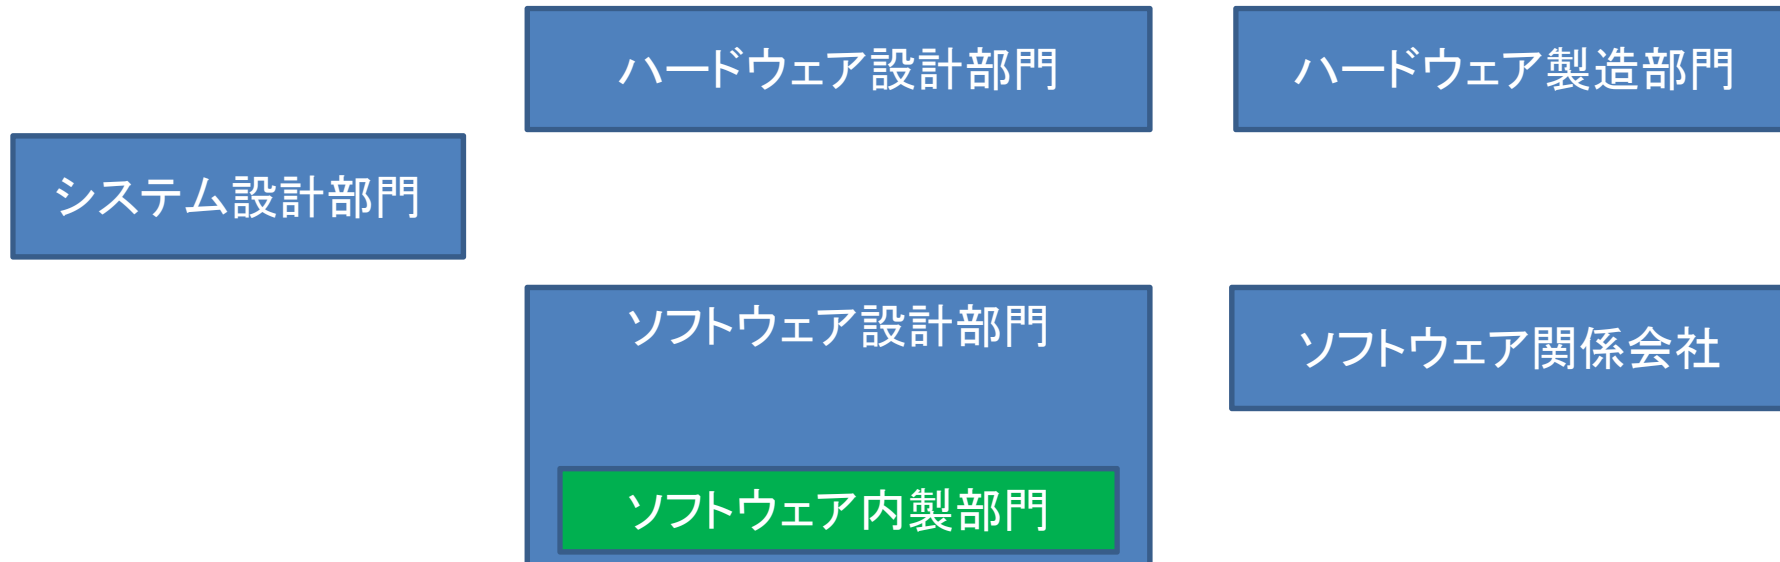 ハードウェア設計部門
ハードウェア製造部門
システム設計部門
ソフトウェア設計部門
ソフトウェア関係会社
ソフトウェア内製部門